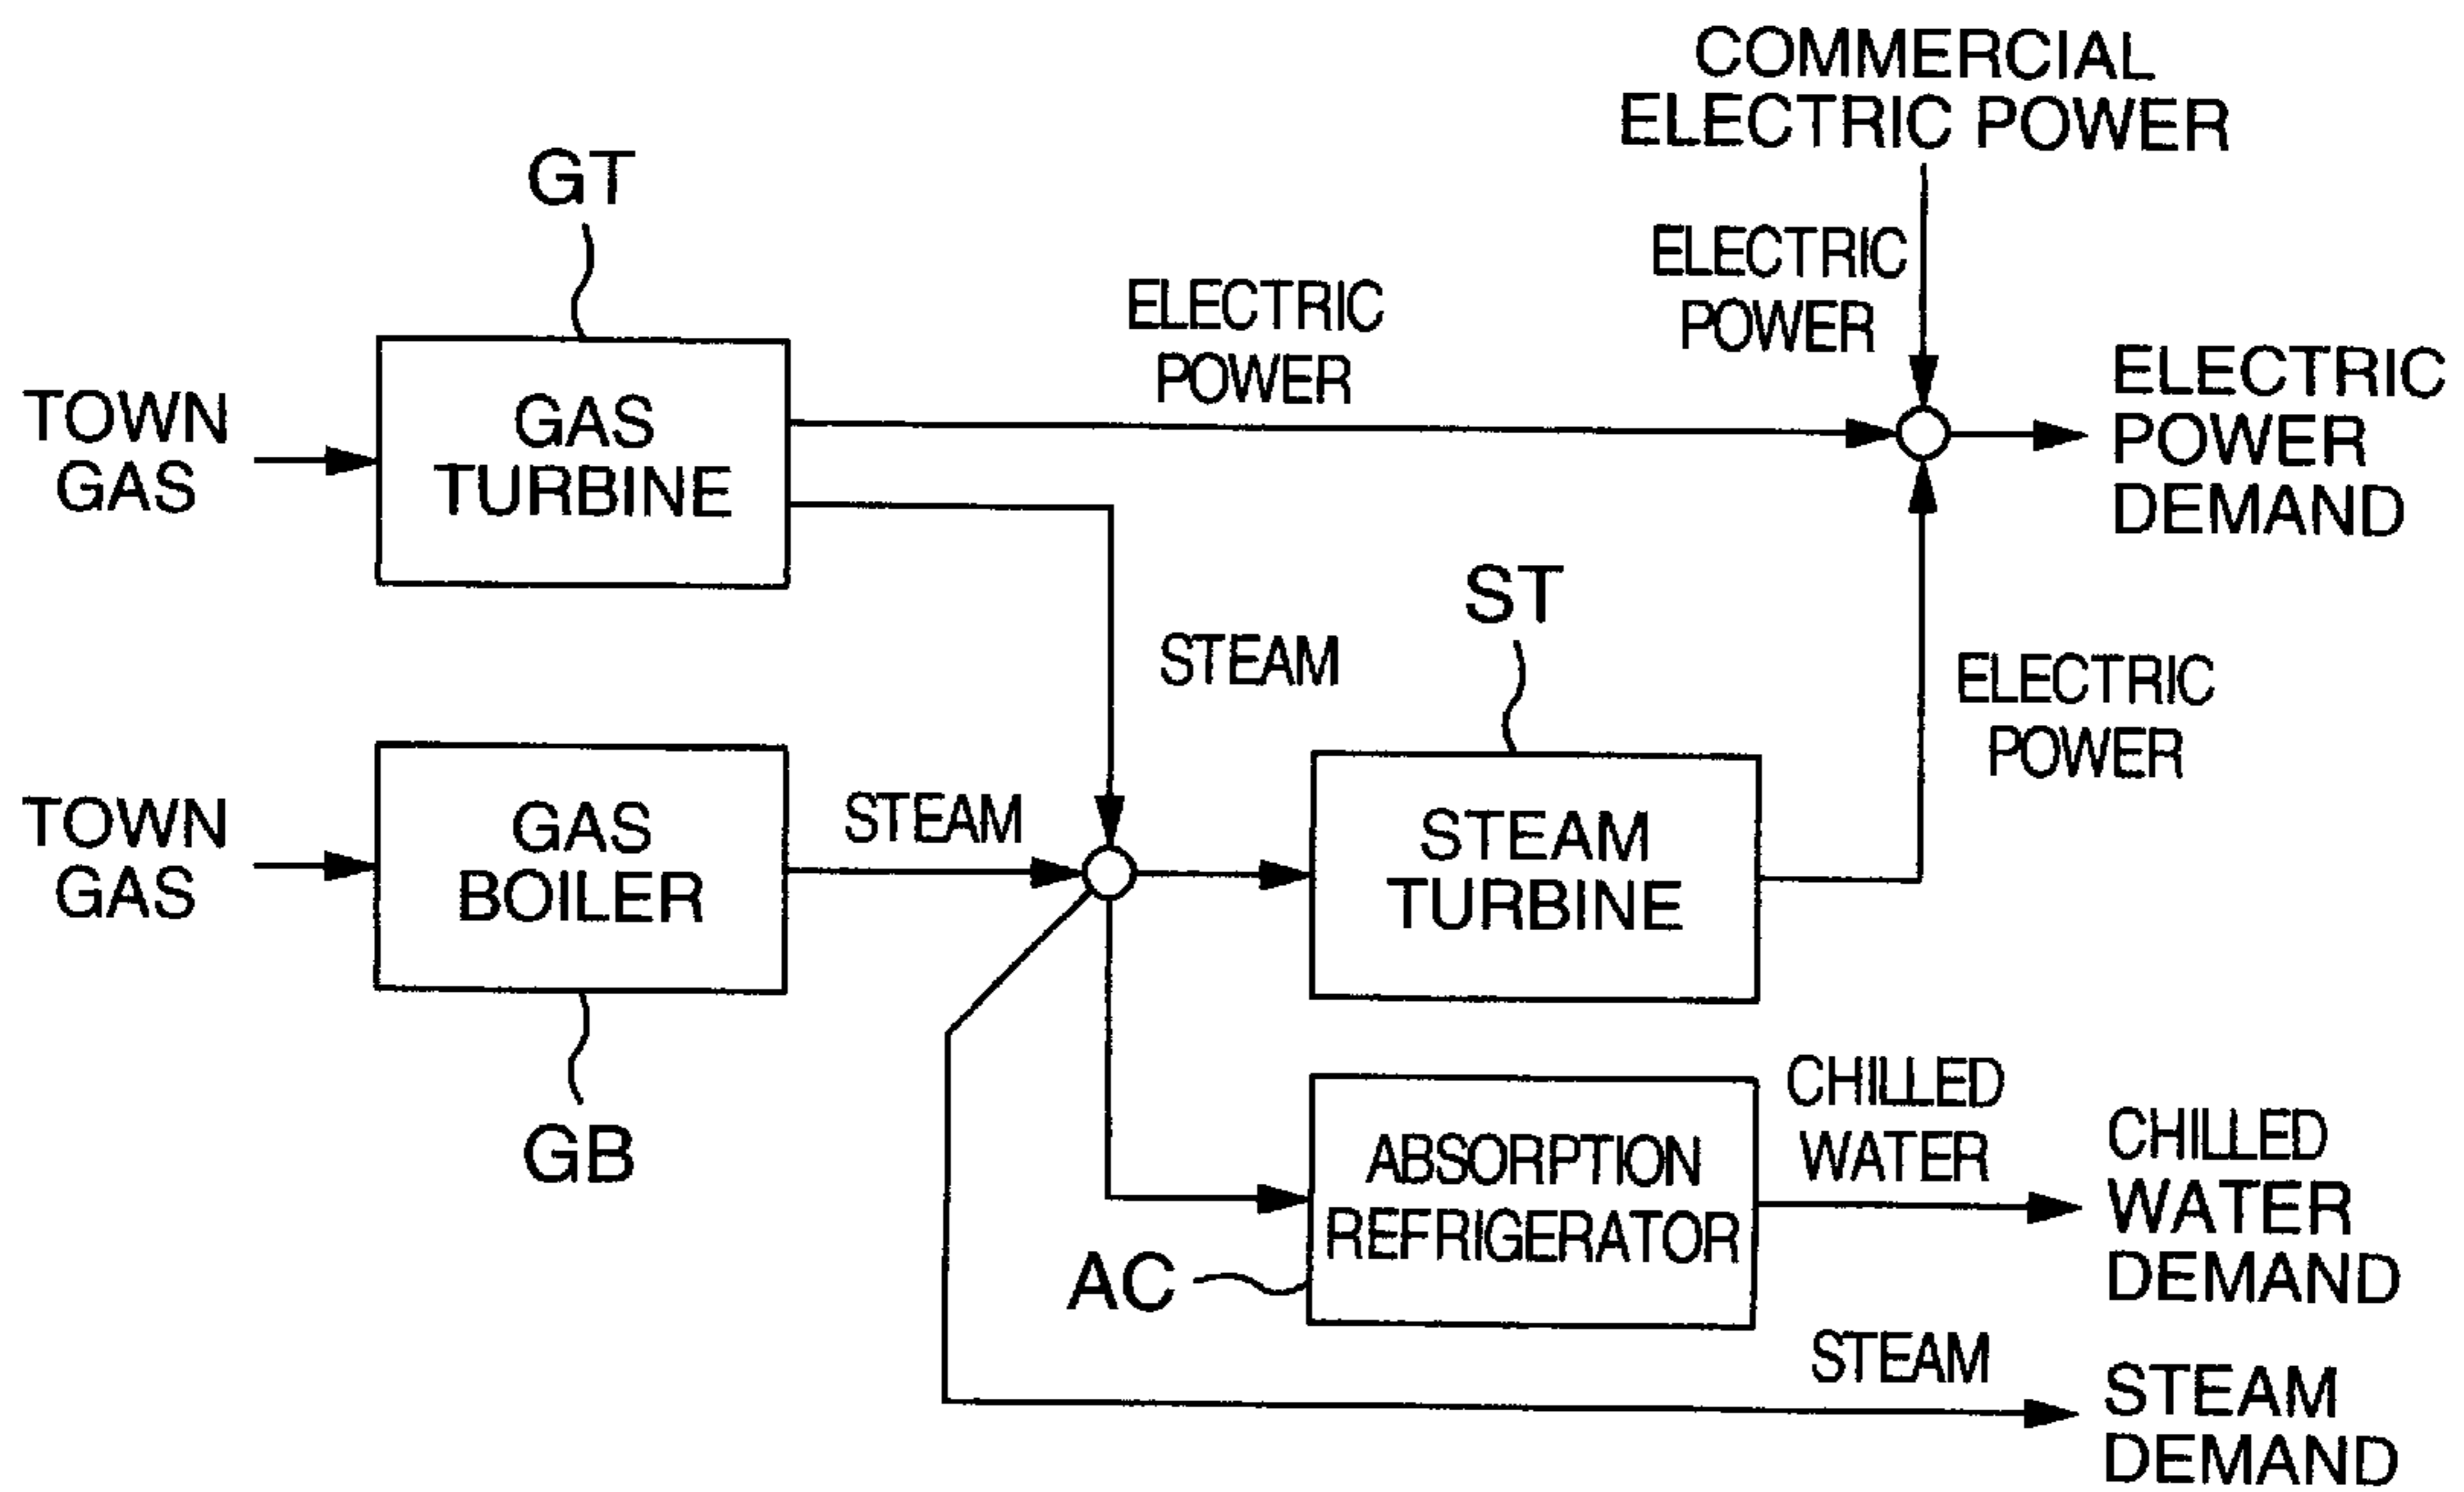 COMMERCIAL
ELECTRIC POWER
GT
ELECTRIC
POWER
ELECTRIC
POWER
TOWN
GAS
GAS
TURBINE
ELECTRIC
POWER
DEMAND
ST
STEAM
ELECTRIC
POWER
TOWN
GAS
GAS
BOILER
STEAM
STEAM
TURBINE
GB
ABSORPTION
REFRIGERATOR
CHILLED
WATER
CHILLED
WATER
DEMAND
AC
STEAM
STEAM
DEMAND